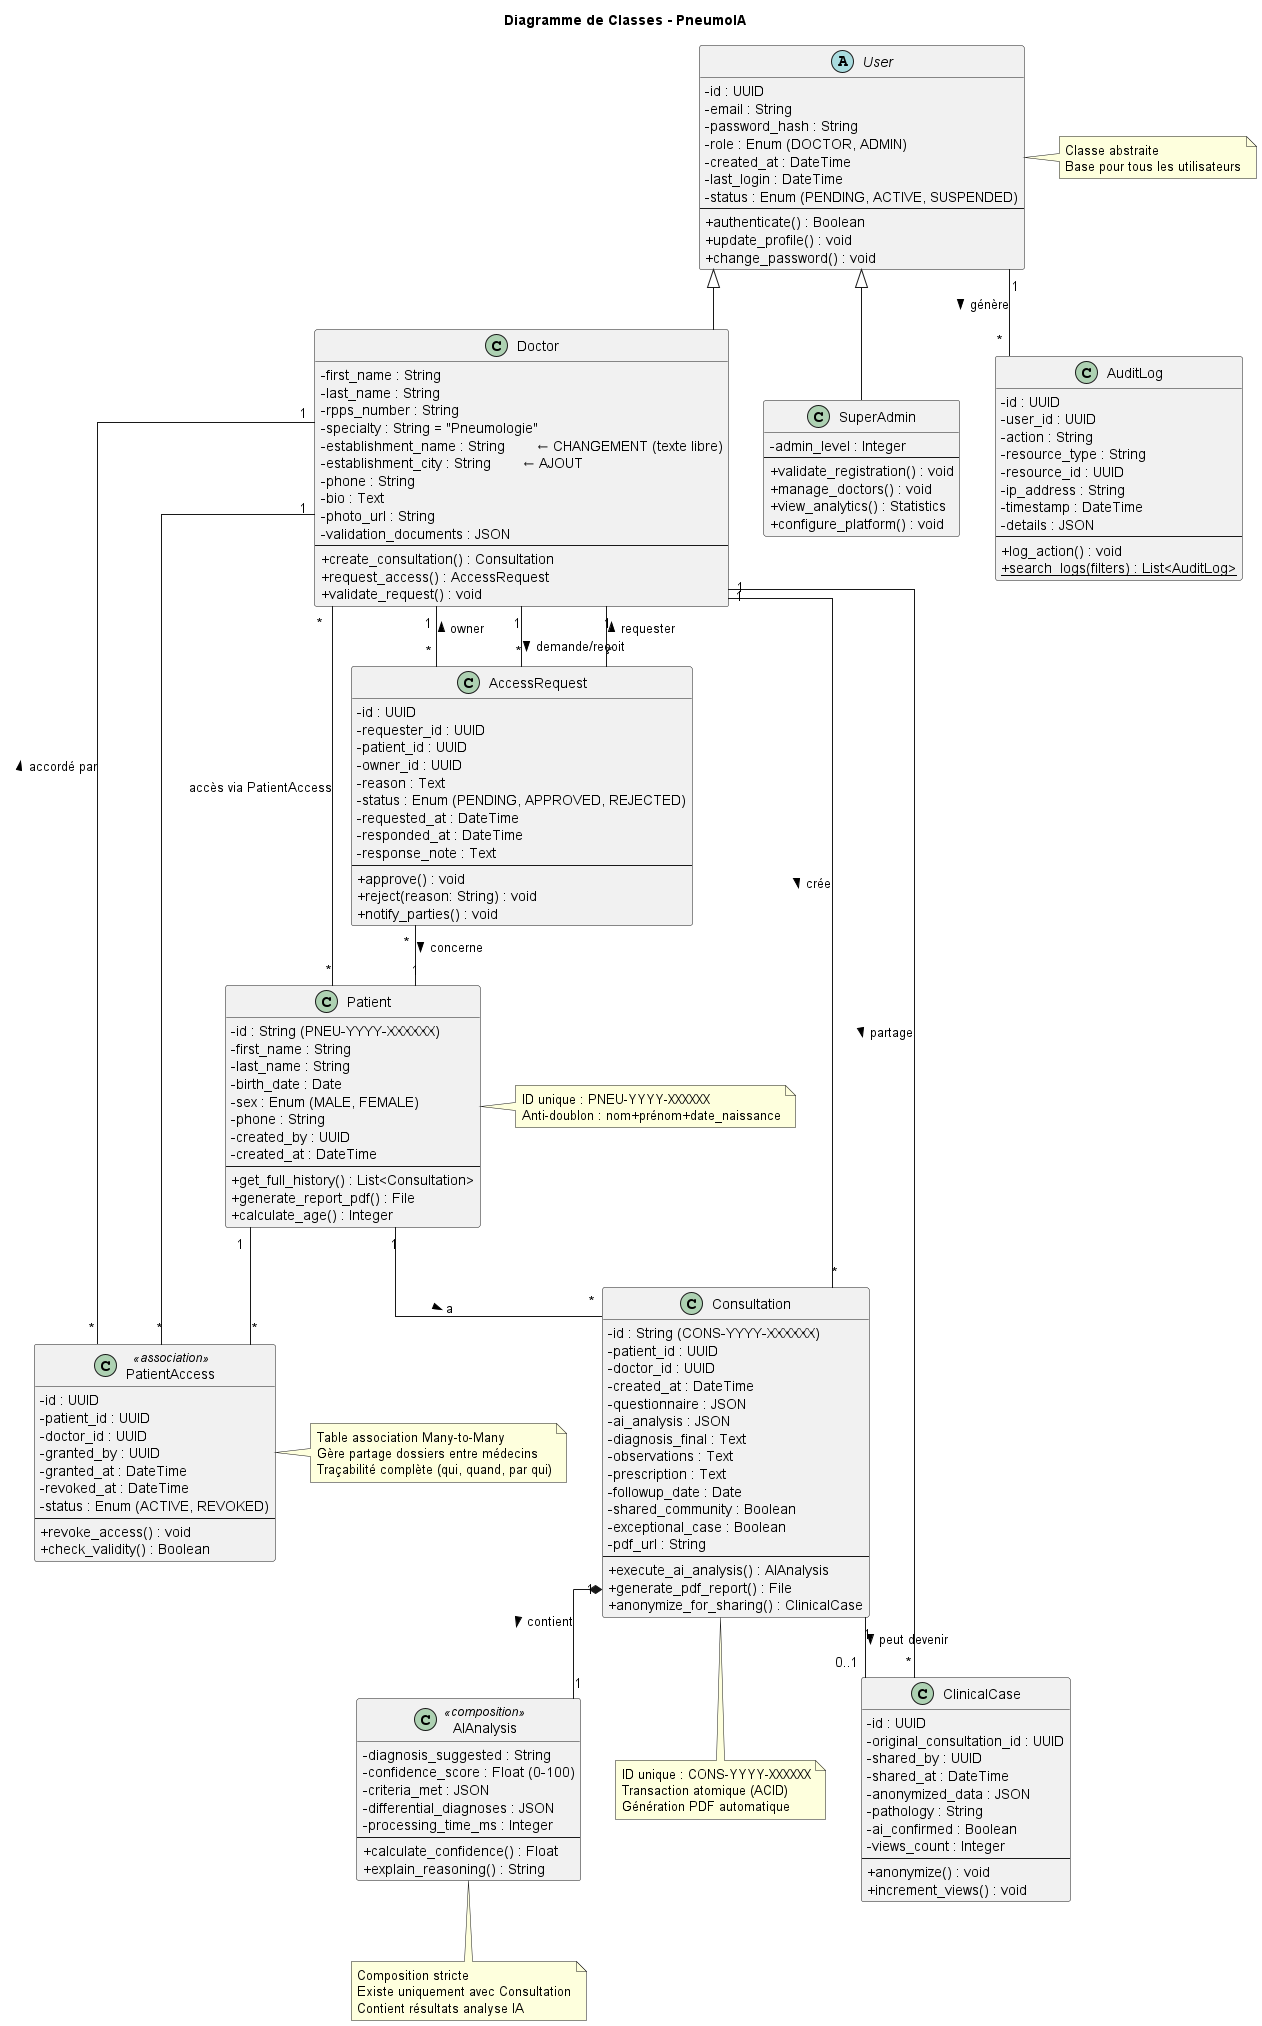 Diagramme de Classes - PneumoIA
A User
-id : UUID
-email : String
-password_hash : String
-role : Enum (DOCTOR, ADMIN)
-created_at : DateTime
-last_login : DateTime
-status : Enum (PENDING, ACTIVE, SUSPENDED)
+authenticate() : Boolean
+update_profile() : void
+change_password() : void
Classe abstraite
Base pour tous les utilisateurs
1
génère
*
C Doctor
-first_name : String
-last_name : String
-rpps_number : String
-specialty : String = "Pneumologie"
-establishment_name : String ← CHANGEMENT (texte libre)
-establishment_city : String ← AJOUT
-phone : String
-bio : Text
-photo_url : String
-validation_documents : JSON
+create_consultation() : Consultation
+request_access() : AccessRequest
+validate_request() : void
C SuperAdmin
-admin_level : Integer
+validate_registration() : void
+manage_doctors() : void
+view_analytics() : Statistics
+configure_platform() : void
C AuditLog
-id : UUID
-user_id : UUID
-action : String
-resource_type : String
-resource_id : UUID
-ip_address : String
-timestamp : DateTime
-details : JSON
+log_action() : void
+search_logs(filters) : List<AuditLog>
1
1
1
1
*
1
owner
1
1
requester
*
*
demande/reçoit
*
C AccessRequest
-id : UUID
-requester_id : UUID
-patient_id : UUID
-owner_id : UUID
-reason : Text
-status : Enum (PENDING, APPROVED, REJECTED)
-requested_at : DateTime
-responded_at : DateTime
-response_note : Text
+approve() : void
+reject(reason: String) : void
+notify_parties() : void
accordé par
accès via PatientAccess
crée
*
concerne
*
1
partage
C Patient
-id : String (PNEU-YYYY-XXXXXX)
-first_name : String
-last_name : String
-birth_date : Date
-sex : Enum (MALE, FEMALE)
-phone : String
-created_by : UUID
-created_at : DateTime
+get_full_history() : List<Consultation>
+generate_report_pdf() : File
+calculate_age() : Integer
ID unique : PNEU-YYYY-XXXXXX
Anti-doublon : nom+prénom+date_naissance
1
1
*
*
a
*
*
*
C «association»
PatientAccess
-id : UUID
-patient_id : UUID
-doctor_id : UUID
-granted_by : UUID
-granted_at : DateTime
-revoked_at : DateTime
-status : Enum (ACTIVE, REVOKED)
+revoke_access() : void
+check_validity() : Boolean
Table association Many-to-Many
Gère partage dossiers entre médecins
Traçabilité complète (qui, quand, par qui)
C Consultation
-id : String (CONS-YYYY-XXXXXX)
-patient_id : UUID
-doctor_id : UUID
-created_at : DateTime
-questionnaire : JSON
-ai_analysis : JSON
-diagnosis_final : Text
-observations : Text
-prescription : Text
-followup_date : Date
-shared_community : Boolean
-exceptional_case : Boolean
-pdf_url : String
+execute_ai_analysis() : AIAnalysis
+generate_pdf_report() : File
+anonymize_for_sharing() : ClinicalCase
1
contient
1
1
peut devenir
0..1
*
C «composition»
AIAnalysis
-diagnosis_suggested : String
-confidence_score : Float (0-100)
-criteria_met : JSON
-differential_diagnoses : JSON
-processing_time_ms : Integer
+calculate_confidence() : Float
+explain_reasoning() : String
ID unique : CONS-YYYY-XXXXXX
Transaction atomique (ACID)
Génération PDF automatique
C ClinicalCase
-id : UUID
-original_consultation_id : UUID
-shared_by : UUID
-shared_at : DateTime
-anonymized_data : JSON
-pathology : String
-ai_confirmed : Boolean
-views_count : Integer
+anonymize() : void
+increment_views() : void
Composition stricte
Existe uniquement avec Consultation
Contient résultats analyse IA